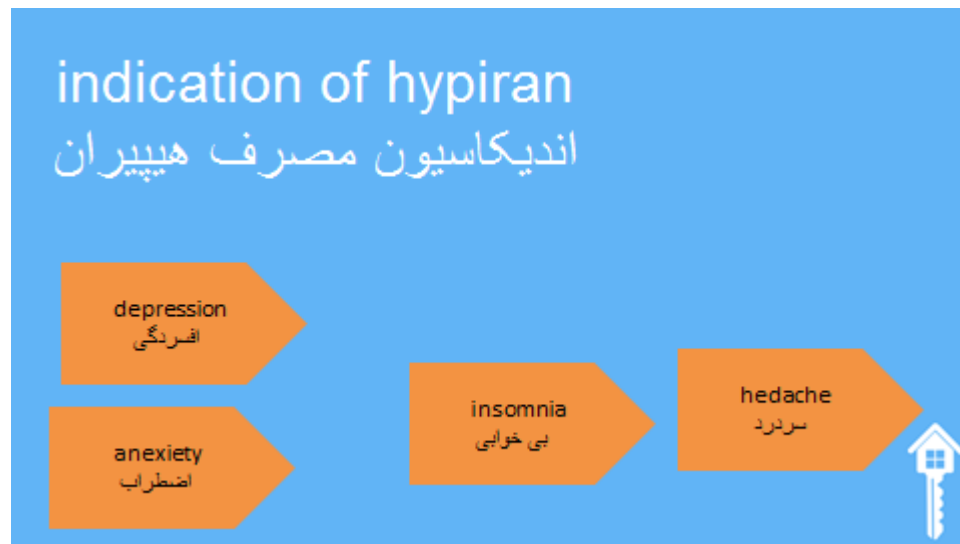 indication of hypiran
اندیکاسیون مصرف هیپیران
depression
افسردگی
anexiety
اضطراب
insomnia
بی خوابی
hedache
سردرد